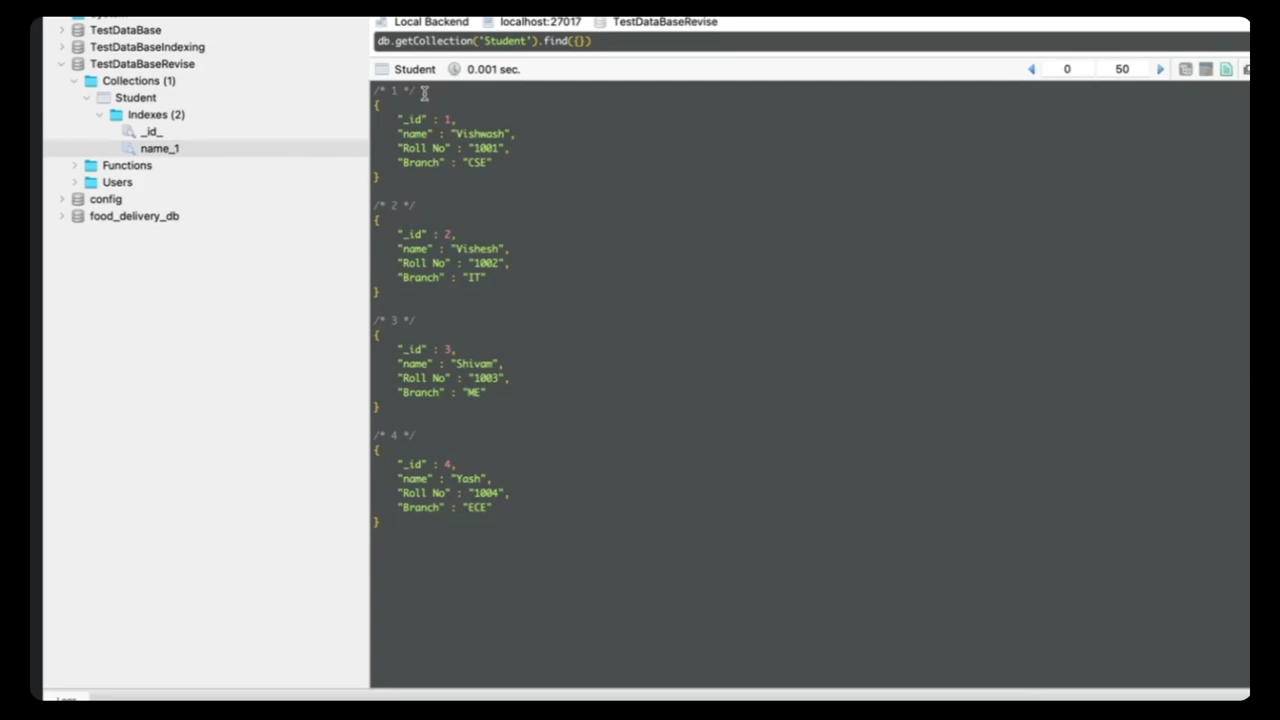 TestDataBase
TestDataBaseIndexing
TestDataBaseRevise
Collections (1)
Student
Indexes (2)
_id_
name_1
Functions
Users
config
food_delivery_db
Local Backend localhost:27017 TestDataBaseRevise
db.getCollection('Student').find({})
Student 0.001 sec. 0 50
/* 1 */
{
"_id" : 1,
"name" : "Vishwash",
"Roll No" : "1001",
"Branch" : "CSE"
}
/* 2 */
{
"_id" : 2,
"name" : "Vishesh",
"Roll No" : "1002",
"Branch" : "IT"
}
/* 3 */
{
"_id" : 3,
"name" : "Shivam",
"Roll No" : "1003",
"Branch" : "ME"
}
/* 4 */
{
"_id" : 4,
"name" : "Yash",
"Roll No" : "1004",
"Branch" : "ECE"
}